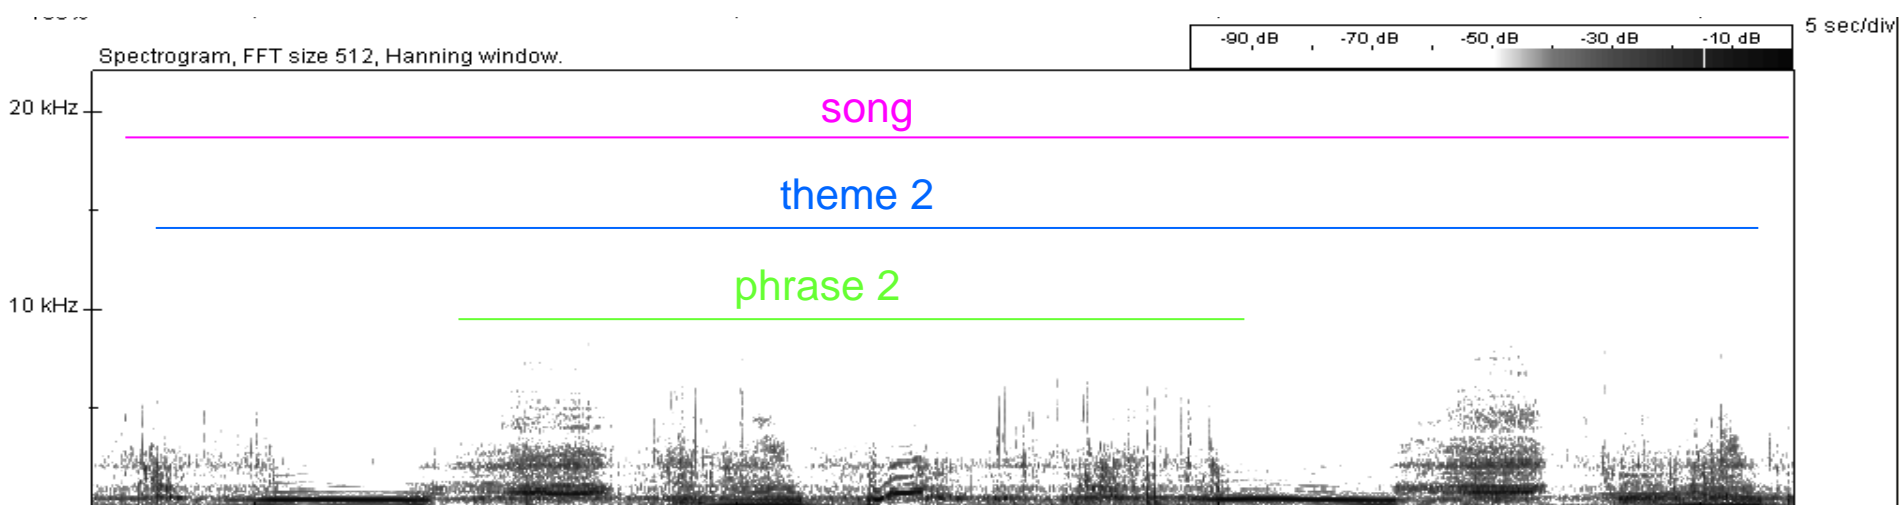 5 sec/div
-90 dB -70 dB -50 dB -30 dB -10 dB
Spectrogram, FFT size 512, Hanning window.
20 kHz
song
theme 2
phrase 2
10 kHz